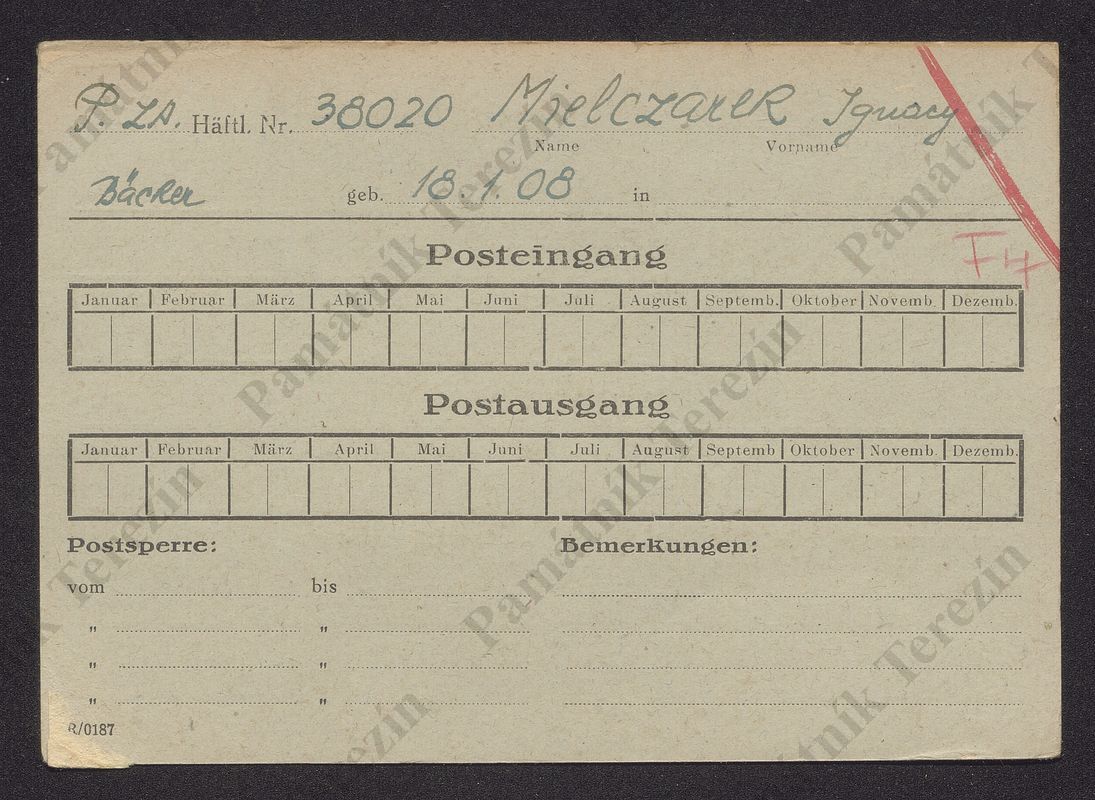 P. ZA. Häftl. Nr. 38020 Mielczarek Ignacy
Name Vorname
Bäcker geb. 18.1.08 in
Posteingang
Januar Februar März April Mai Juni Juli August Septemb. Oktober Novemb. Dezemb.
Postausgang
Januar Februar März April Mai Juni Juli August Septemb Oktober Novemb. Dezemb.
Postsperre: Bemerkungen:
vom bis
„ „
„ „
„ „
R/0187
Památník Terezín